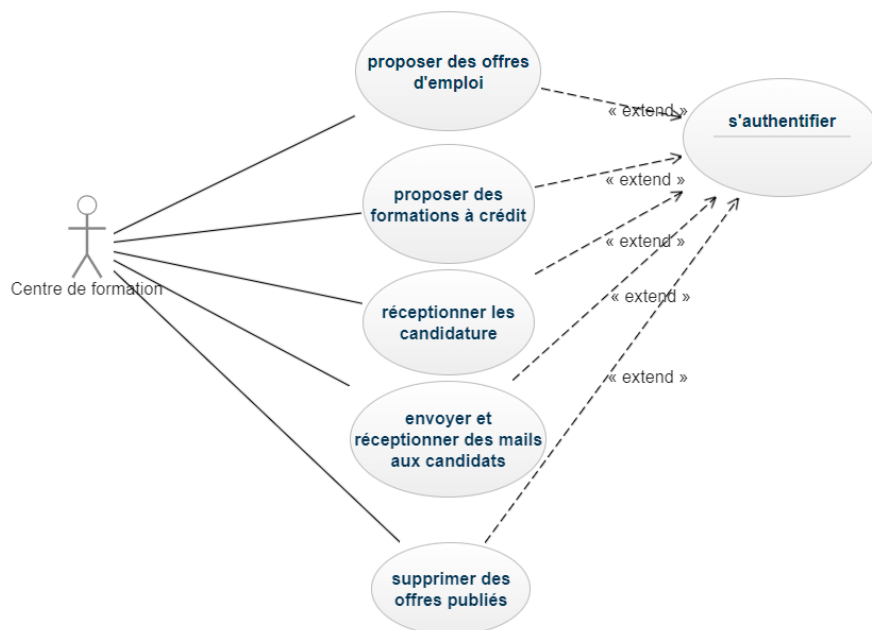 proposer des offres
d'emploi
« extend »
s'authentifier
proposer des
formations à crédit
« extend »
Centre de formation
« extend »
réceptionner les
candidature
« extend »
envoyer et
réceptionner des mails
aux candidats
« extend »
supprimer des
offres publiés